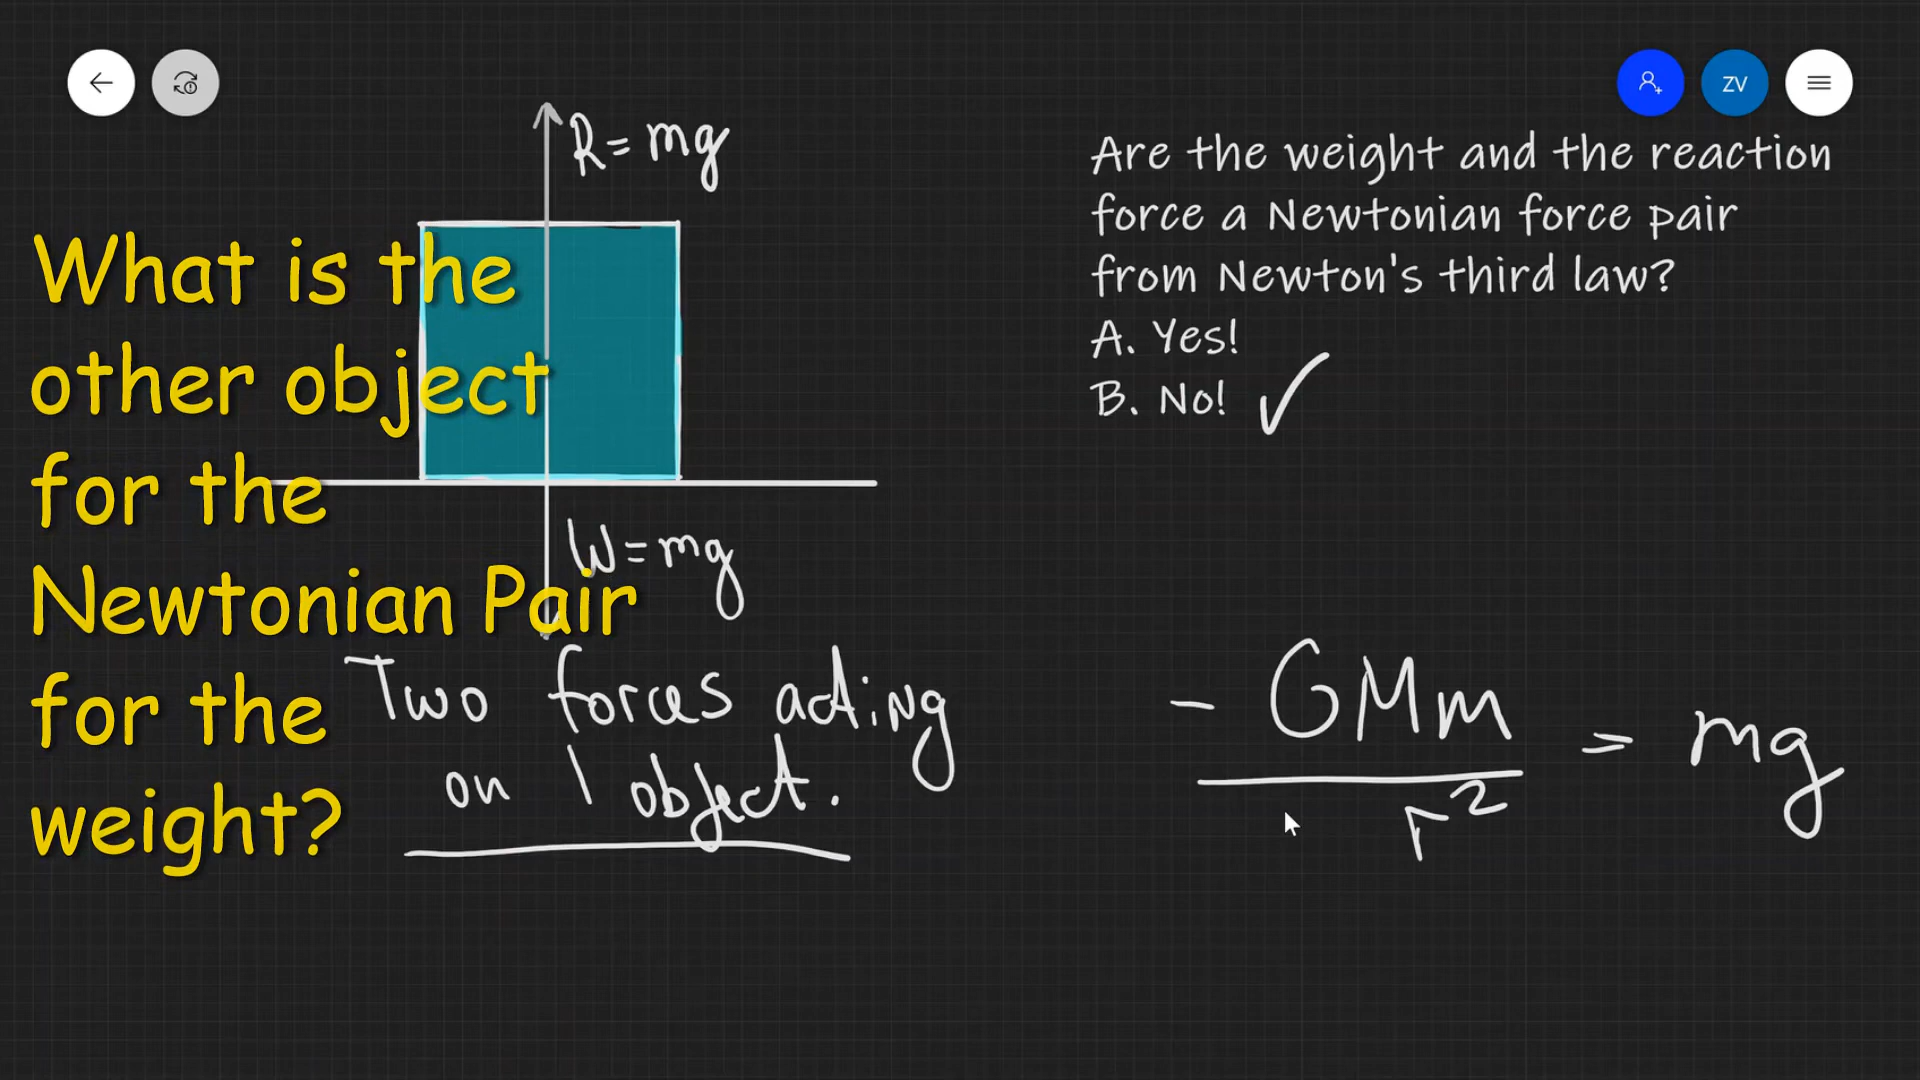 ZV
R = mg
Are the weight and the reaction
force a Newtonian force pair
from Newton's third law?
A. Yes!
B. No!
What is the
other object
for the
Newtonian Pair
for the
weight?
W = mg
Two forces acting
on 1 object.
- GMm
r²
= mg